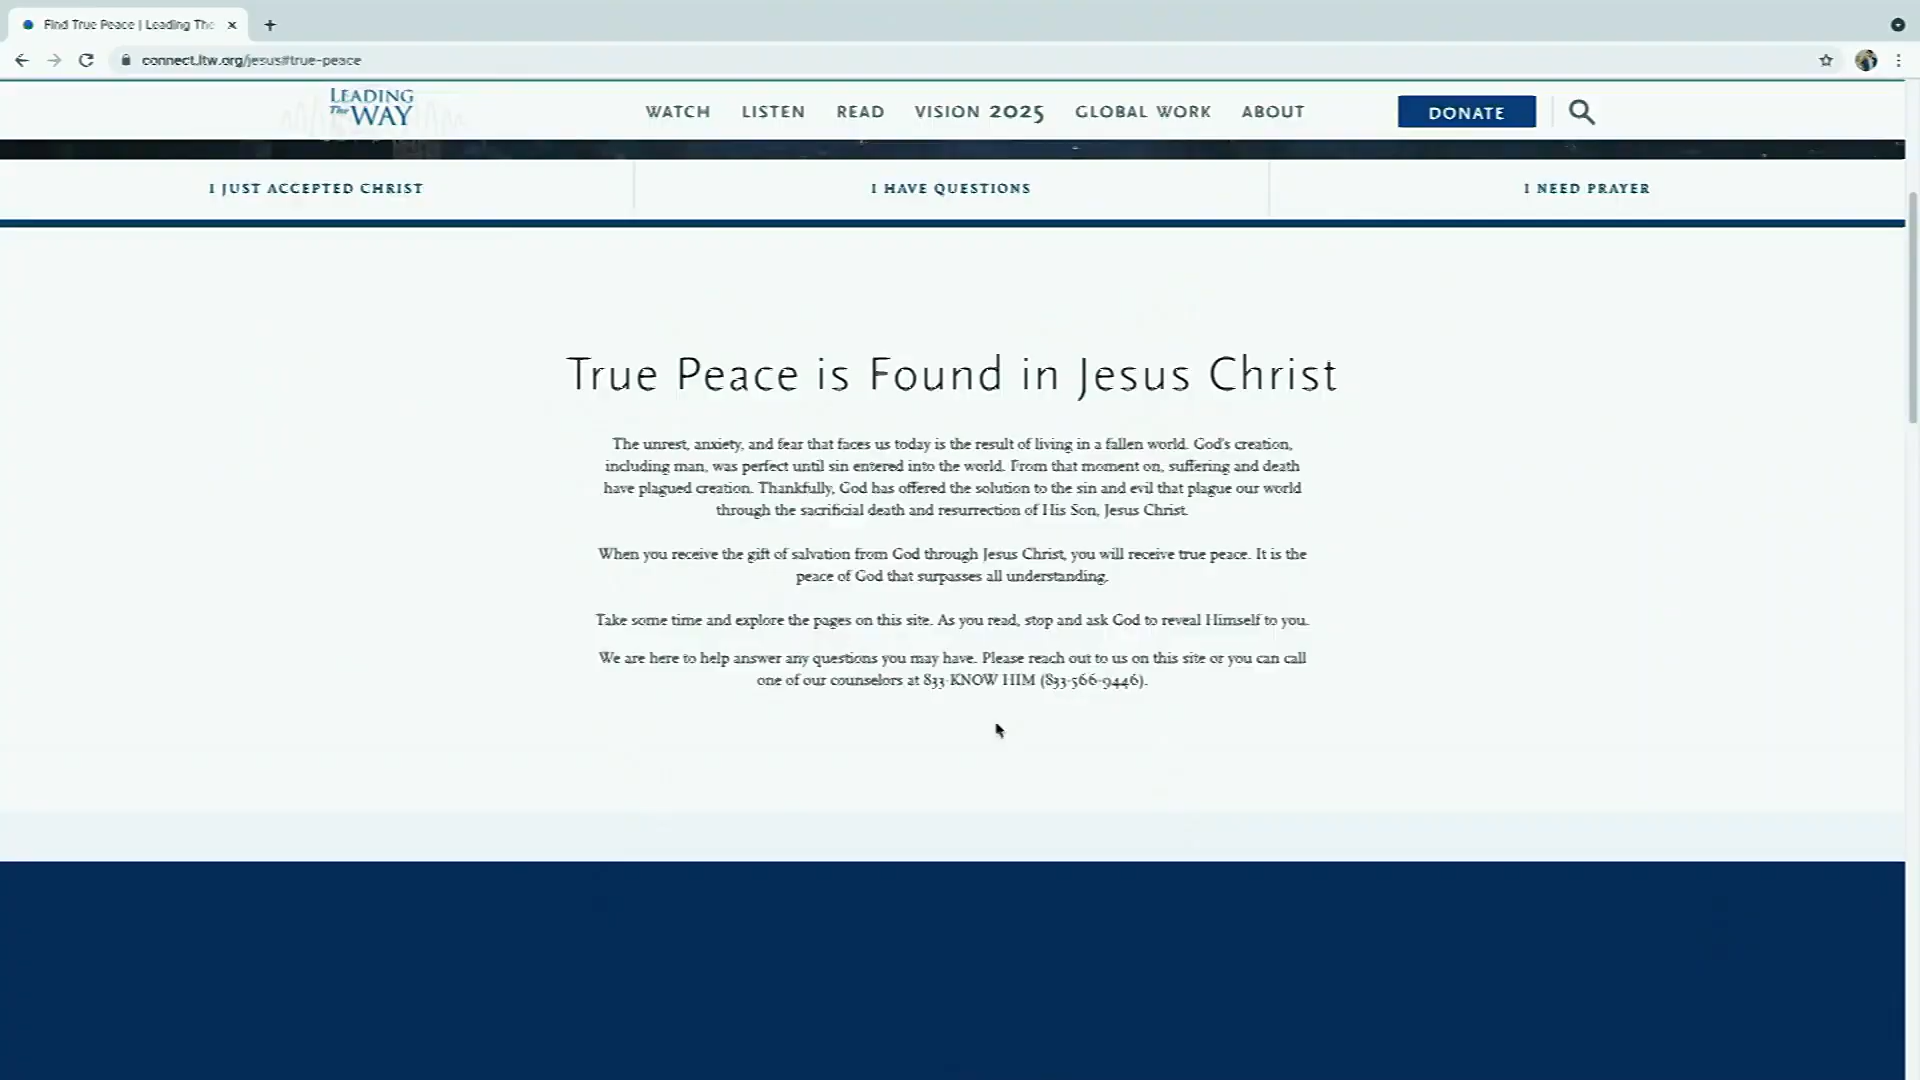 Find True Peace | Leading The
connect.ltw.org/jesus#true-peace
LEADING
The WAY
WATCH LISTEN READ VISION 2025 GLOBAL WORK ABOUT DONATE
I JUST ACCEPTED CHRIST I HAVE QUESTIONS I NEED PRAYER
True Peace is Found in Jesus Christ
The unrest, anxiety, and fear that faces us today is the result of living in a fallen world. God's creation,
including man, was perfect until sin entered into the world. From that moment on, suffering and death
have plagued creation. Thankfully, God has offered the solution to the sin and evil that plague our world
through the sacrificial death and resurrection of His Son, Jesus Christ.
When you receive the gift of salvation from God through Jesus Christ, you will receive true peace. It is the
peace of God that surpasses all understanding.
Take some time and explore the pages on this site. As you read, stop and ask God to reveal Himself to you.
We are here to help answer any questions you may have. Please reach out to us on this site or you can call
one of our counselors at 833-KNOW HIM (833-566-9446).